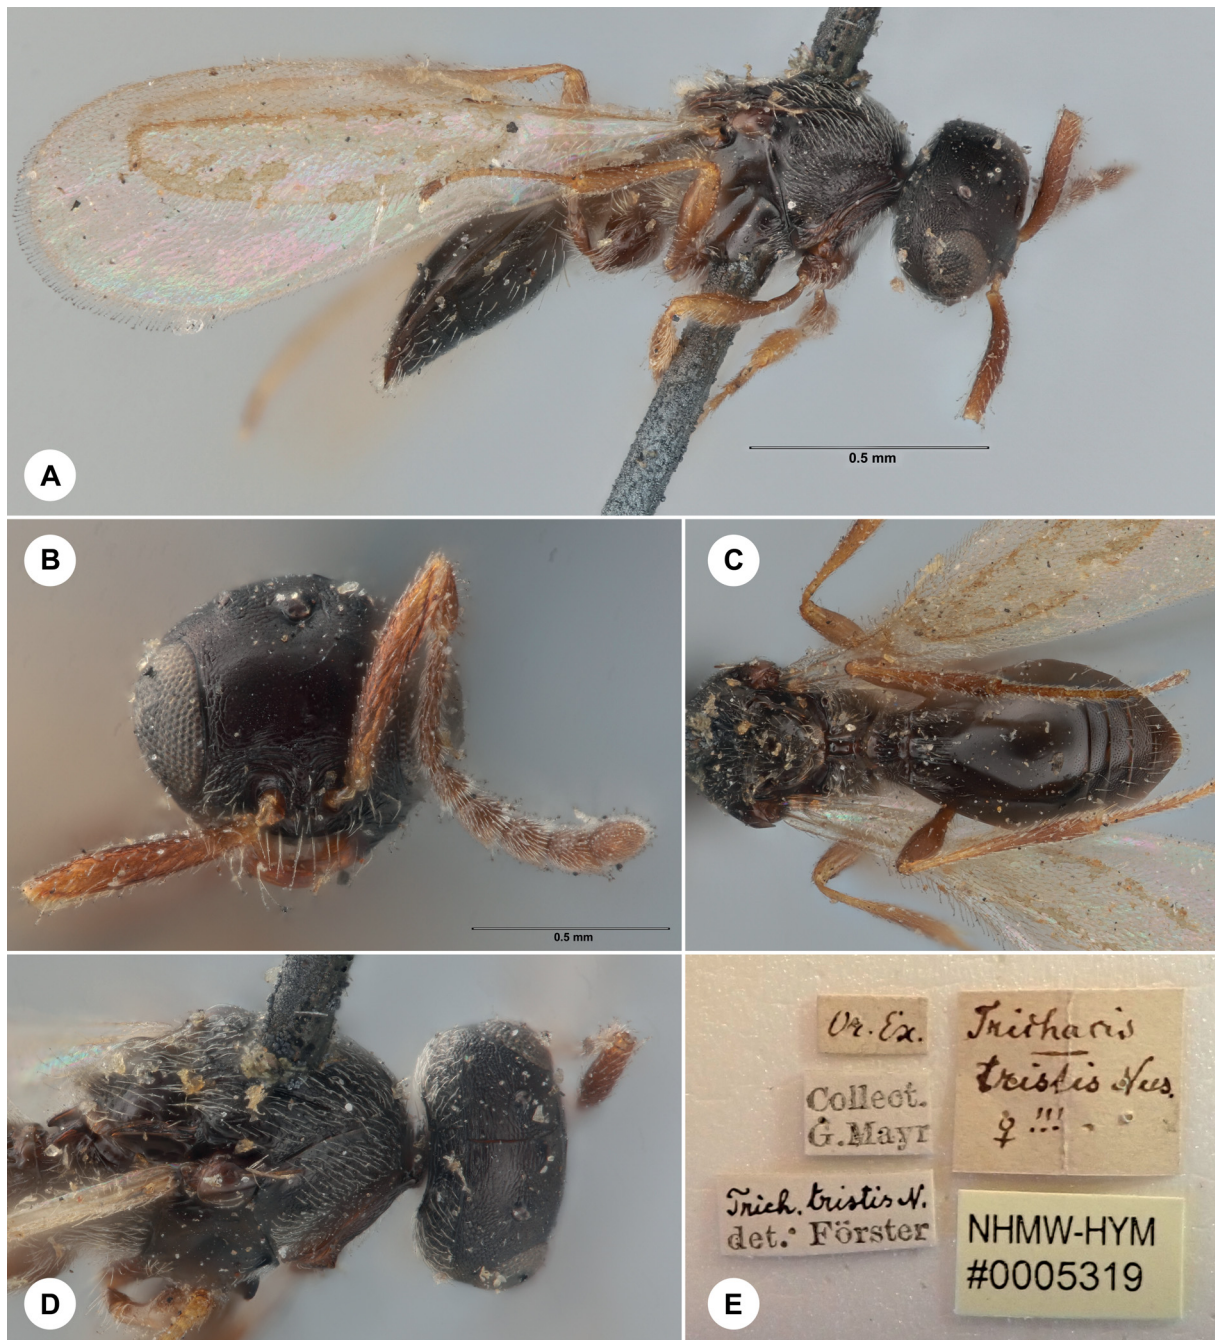 A
0.5 mm
B
0.5 mm
C
D
Or. Ex.
Collect.
G. Mayr
Trich. tristis N.
det. Förster
Tricharis
tristis Nees.
♀ !!!
NHMW-HYM
#0005319
E